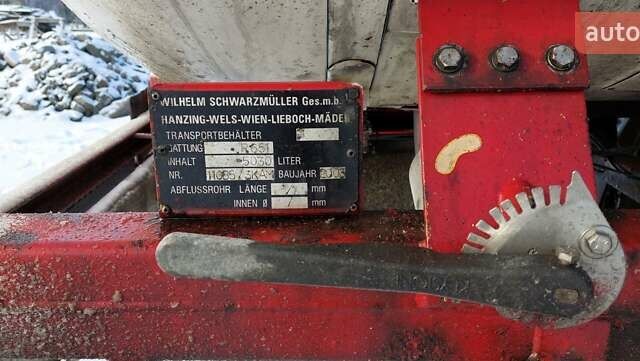 auto
WILHELM SCHWARZMÜLLER Ges.m.b.
HANZING-WELS-WIEN-LIEBOCH-MÄDE
TRANSPORTBEHÄLTER
GATTUNG
INHALT 5030 LITER
NR. BAUJAHR
ABFLUSSROHR LÄNGE mm
INNEN Ø mm